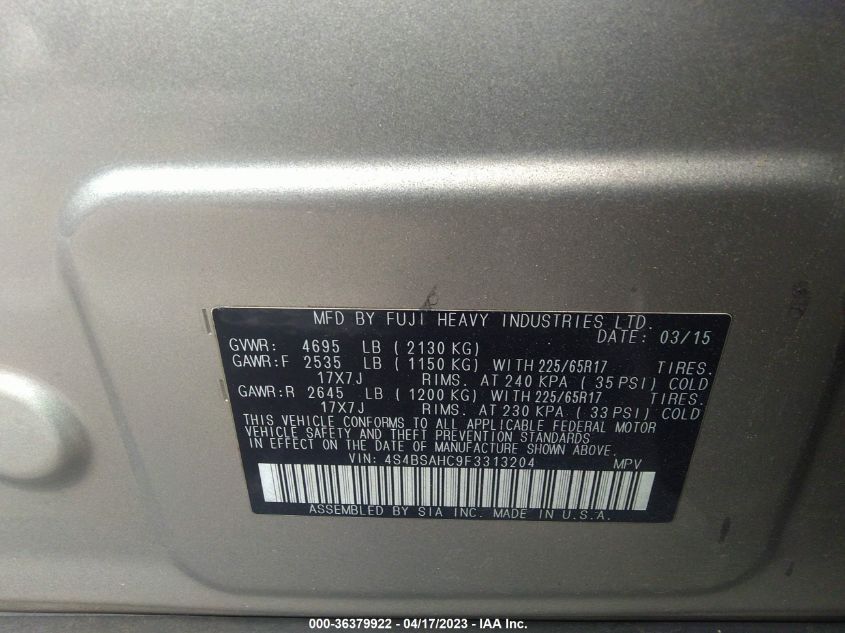 MFD BY FUJI HEAVY INDUSTRIES LTD.
DATE: 03/15
GVWR: 4695 LB ( 2130 KG)
GAWR:F 2535 LB ( 1150 KG) WITH 225/65R17 TIRES.
17X7J RIMS. AT 240 KPA ( 35 PSI) COLD
GAWR:R 2645 LB ( 1200 KG) WITH 225/65R17 TIRES.
17X7J RIMS. AT 230 KPA ( 33 PSI) COLD
THIS VEHICLE CONFORMS TO ALL APPLICABLE FEDERAL MOTOR
VEHICLE SAFETY AND THEFT PREVENTION STANDARDS
IN EFFECT ON THE DATE OF MANUFACTURE SHOWN ABOVE.
VIN: 4S4BSAHC9F3313204 MPV
ASSEMBLED BY SIA INC. MADE IN U.S.A.
000-36379922 - 04/17/2023 - IAA Inc.